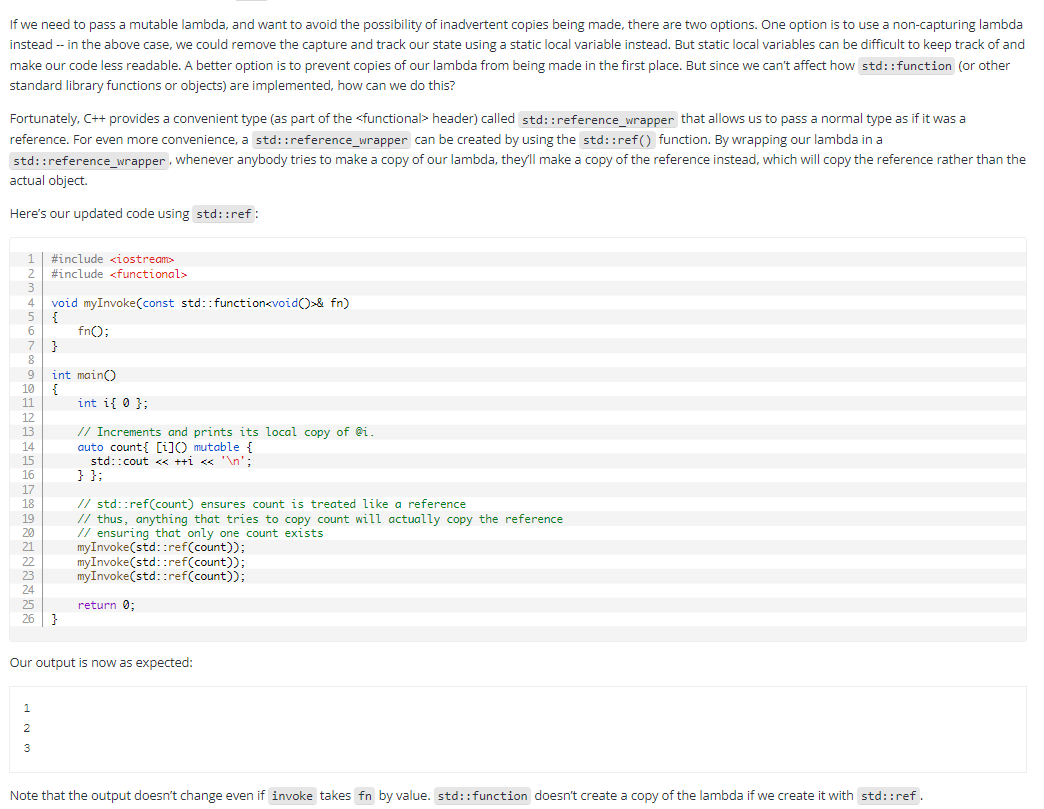 If we need to pass a mutable lambda, and want to avoid the possibility of inadvertent copies being made, there are two options. One option is to use a non-capturing lambda
instead -- in the above case, we could remove the capture and track our state using a static local variable instead. But static local variables can be difficult to keep track of and
make our code less readable. A better option is to prevent copies of our lambda from being made in the first place. But since we can't affect how std::function (or other
standard library functions or objects) are implemented, how can we do this?
Fortunately, C++ provides a convenient type (as part of the <functional> header) called std::reference_wrapper that allows us to pass a normal type as if it was a
reference. For even more convenience, a std::reference_wrapper can be created by using the std::ref() function. By wrapping our lambda in a
std::reference_wrapper, whenever anybody tries to make a copy of our lambda, they'll make a copy of the reference instead, which will copy the reference rather than the
actual object.
Here's our updated code using std::ref:
1 #include <iostream>
2 #include <functional>
3
4 void myInvoke(const std::function<void()>& fn)
5 {
6     fn();
7 }
8
9 int main()
10 {
11     int i{ 0 };
12
13     // Increments and prints its local copy of @i.
14     auto count{ [i]() mutable {
15       std::cout << ++i << '\n';
16     } };
17
18     // std::ref(count) ensures count is treated like a reference
19     // thus, anything that tries to copy count will actually copy the reference
20     // ensuring that only one count exists
21     myInvoke(std::ref(count));
22     myInvoke(std::ref(count));
23     myInvoke(std::ref(count));
24
25     return 0;
26 }
Our output is now as expected:
1
2
3
Note that the output doesn't change even if invoke takes fn by value. std::function doesn't create a copy of the lambda if we create it with std::ref.